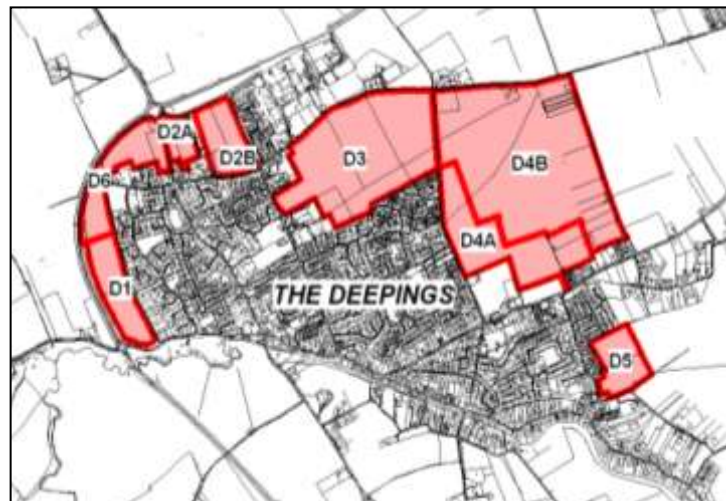 D2A
D2B
D3
D4B
D6
D4A
D1
THE DEEPINGS
D5